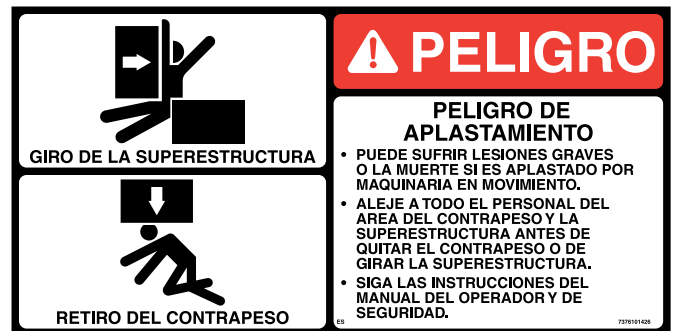 GIRO DE LA SUPERESTRUCTURA
RETIRO DEL CONTRAPESO
PELIGRO
PELIGRO DE
APLASTAMIENTO
• PUEDE SUFRIR LESIONES GRAVES
O LA MUERTE SI ES APLASTADO POR
MAQUINARIA EN MOVIMIENTO.
• ALEJE A TODO EL PERSONAL DEL
AREA DEL CONTRAPESO Y LA
SUPERESTRUCTURA ANTES DE
QUITAR EL CONTRAPESO O DE
GIRAR LA SUPERESTRUCTURA.
• SIGA LAS INSTRUCCIONES DEL
MANUAL DEL OPERADOR Y DE
SEGURIDAD.
ES
7376101426